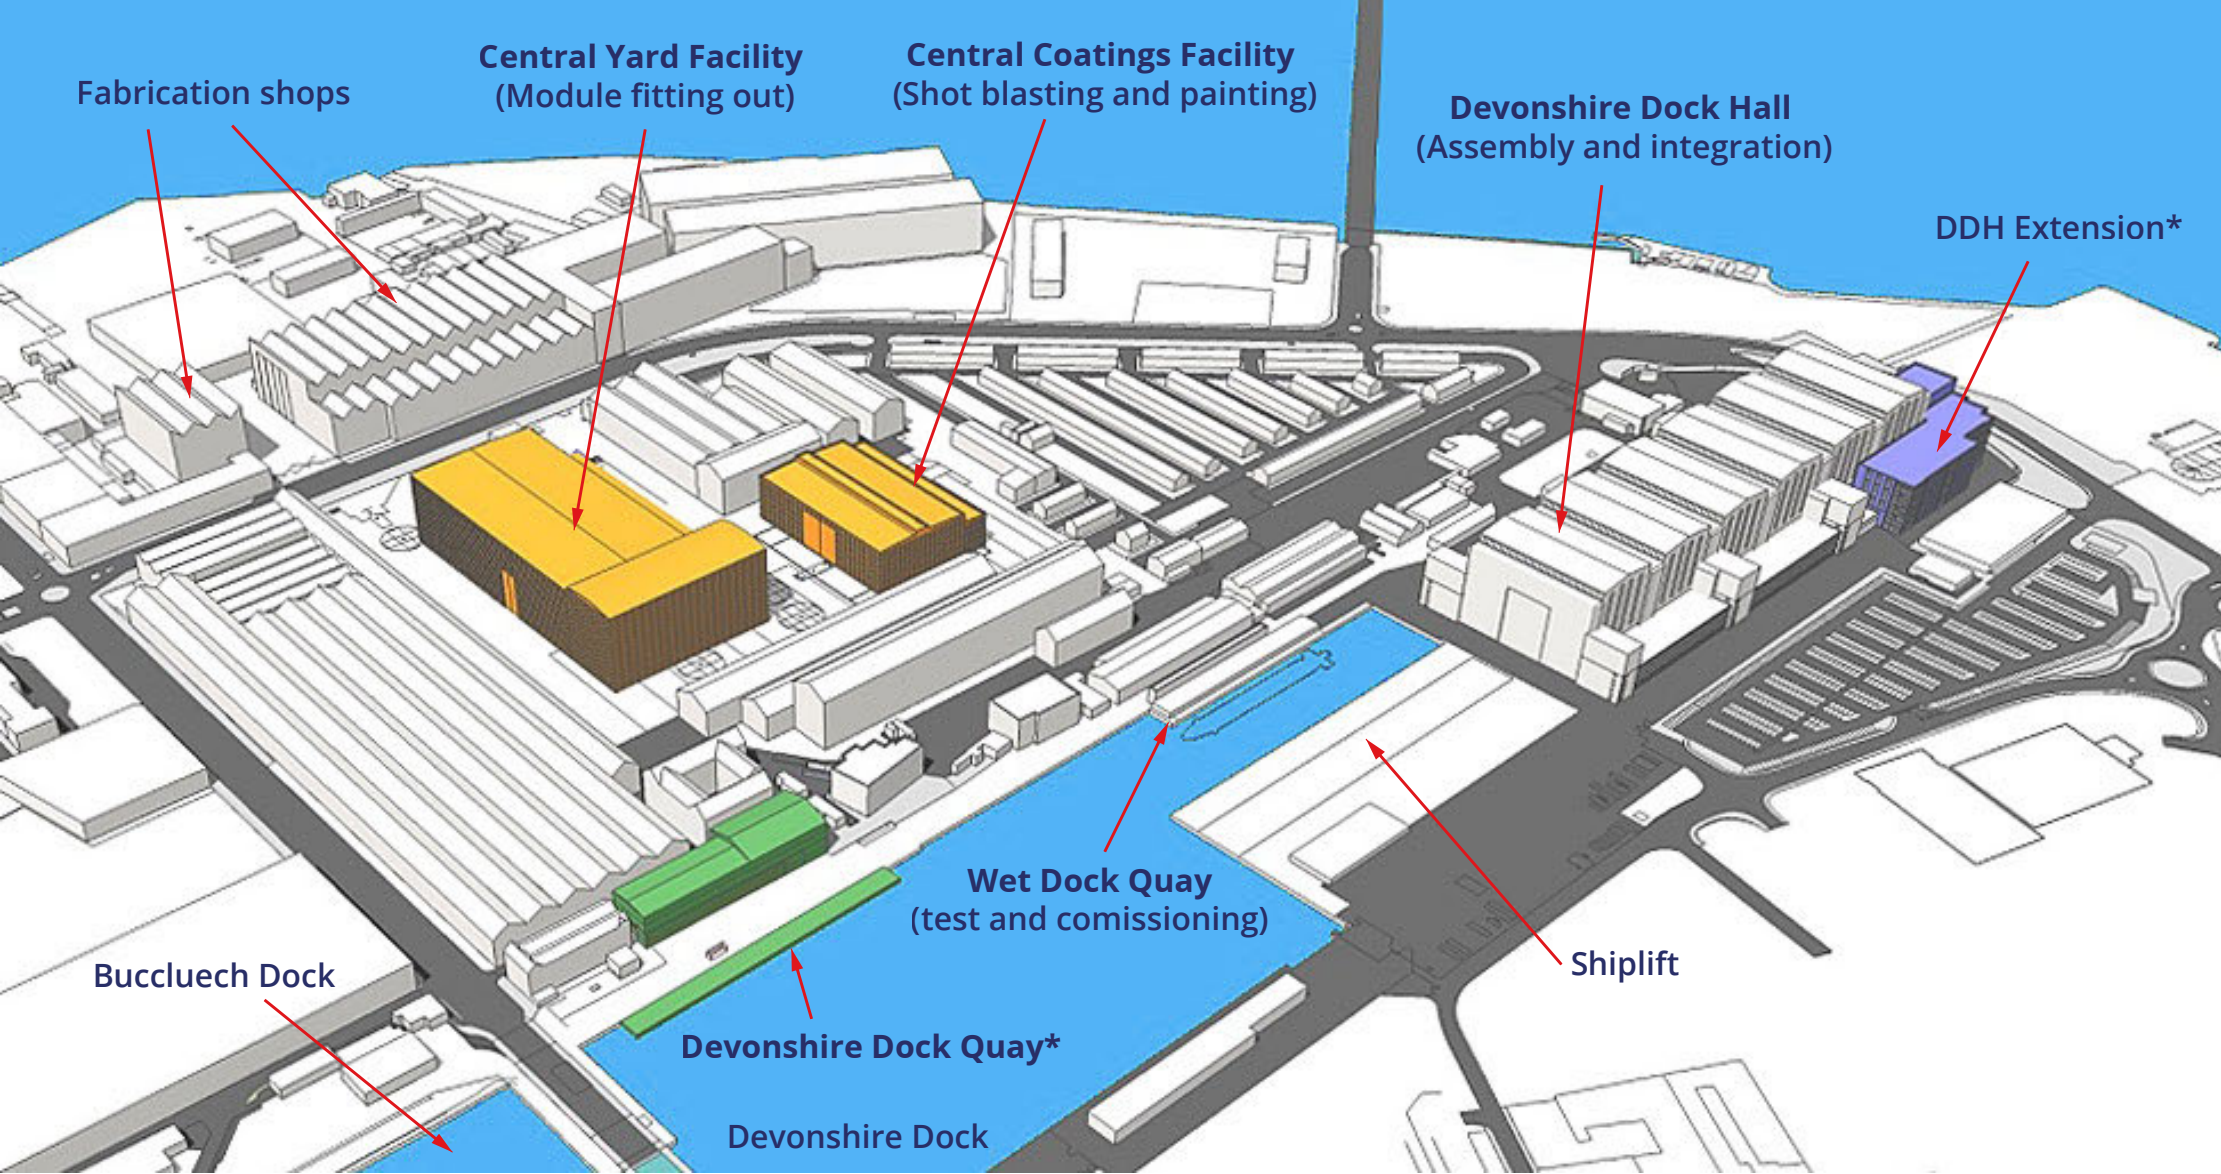 Fabrication shops
Central Yard Facility
(Module fitting out)
Central Coatings Facility
(Shot blasting and painting)
Devonshire Dock Hall
(Assembly and integration)
DDH Extension*
Wet Dock Quay
(test and comissioning)
Shiplift
Buccluech Dock
Devonshire Dock Quay*
Devonshire Dock